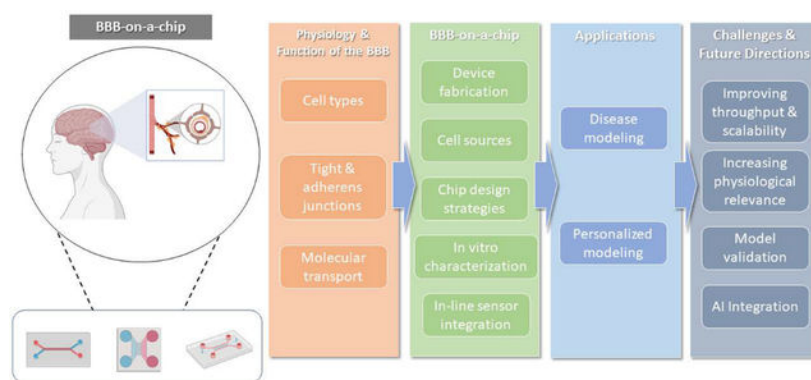 BBB-on-a-chip
Physiology &
Function of the BBB
Cell types
Tight &
adherens
junctions
Molecular
transport
BBB-on-a-chip
Device
fabrication
Cell sources
Chip design
strategies
In vitro
characterization
In-line sensor
integration
Applications
Disease
modeling
Personalized
modeling
Challenges &
Future Directions
Improving
throughput &
scalability
Increasing
physiological
relevance
Model
validation
AI Integration